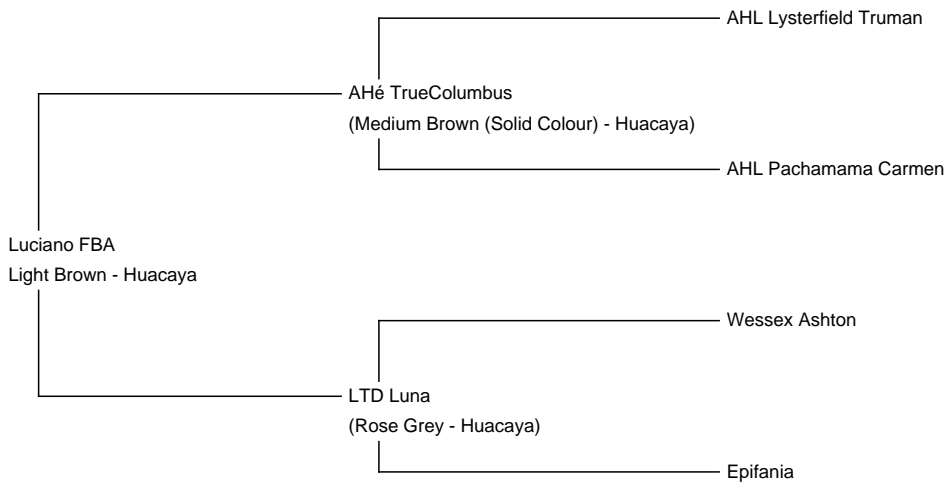 AHL Lysterfield Truman
AHé TrueColumbus
(Medium Brown (Solid Colour) - Huacaya)
AHL Pachamama Carmen
Luciano FBA
Light Brown - Huacaya
Wessex Ashton
LTD Luna
(Rose Grey - Huacaya)
Epifania